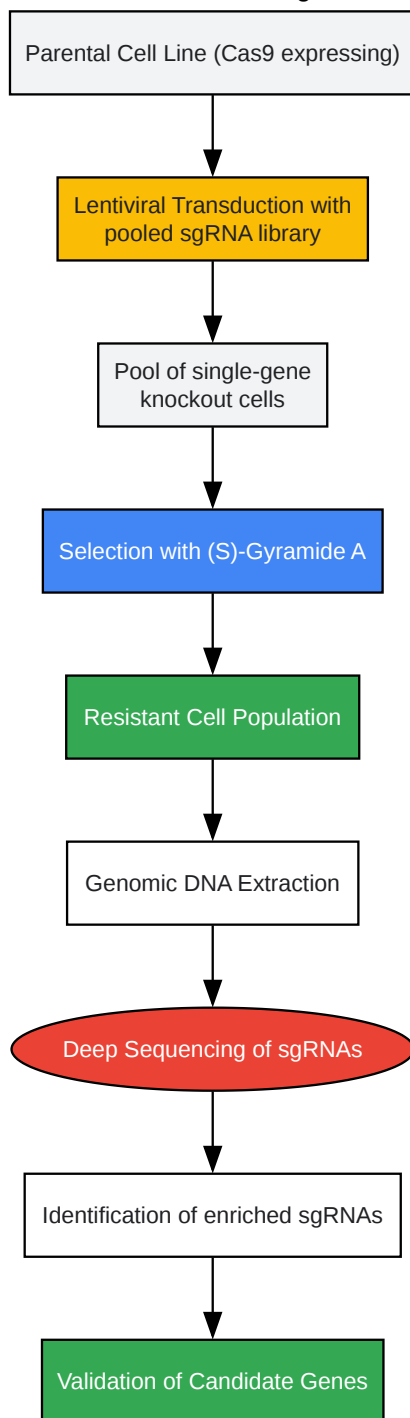 Parental Cell Line (Cas9 expressing)
Lentiviral Transduction with
pooled sgRNA library
Pool of single-gene
knockout cells
Selection with (S)-Gyramide A
Resistant Cell Population
Genomic DNA Extraction
Deep Sequencing of sgRNAs
Identification of enriched sgRNAs
Validation of Candidate Genes